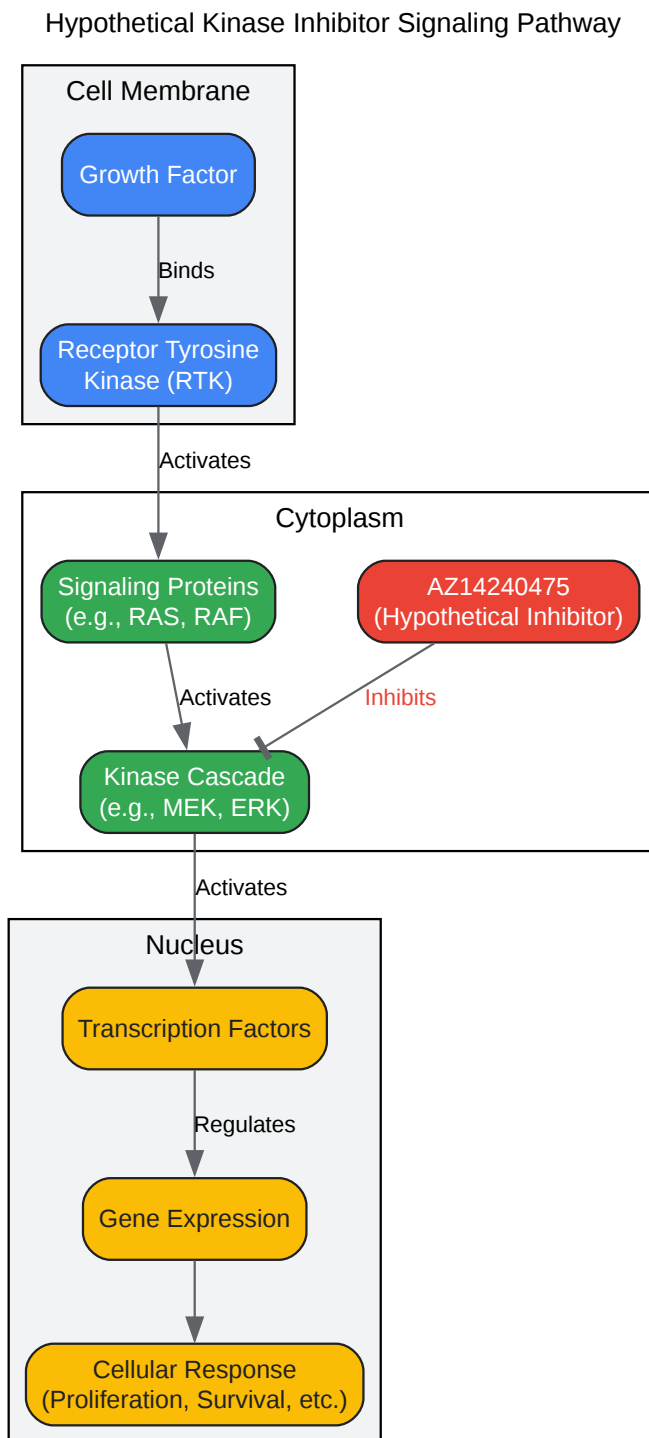 Hypothetical Kinase Inhibitor Signaling Pathway
Cell Membrane
Growth Factor
Binds
Receptor Tyrosine
Kinase (RTK)
Activates
Cytoplasm
Signaling Proteins
(e.g., RAS, RAF)
AZ14240475
(Hypothetical Inhibitor)
Activates
Inhibits
Kinase Cascade
(e.g., MEK, ERK)
Activates
Nucleus
Transcription Factors
Regulates
Gene Expression
Cellular Response
(Proliferation, Survival, etc.)